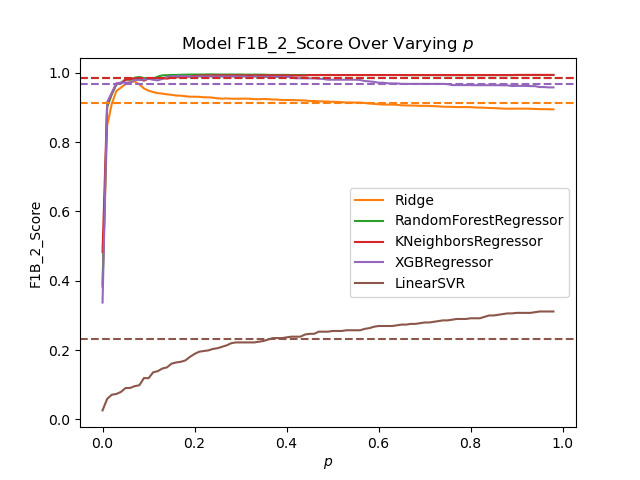 Model F1B_2_Score Over Varying p
1.0
0.8
0.6
0.4
0.2
0.0
F1B_2_Score
Ridge
RandomForestRegressor
KNeighborsRegressor
XGBRegressor
LinearSVR
0.0 0.2 0.4 0.6 0.8 1.0
p